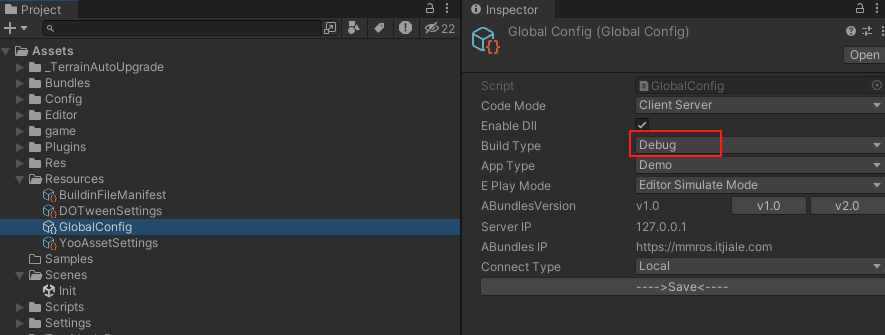 Project
22
Assets
_TerrainAutoUpgrade
Bundles
Config
Editor
game
Plugins
Res
Resources
BuildinFileManifest
DOTweenSettings
GlobalConfig
YooAssetSettings
Samples
Scenes
Init
Scripts
Settings
Inspector
Global Config (Global Config)
Open
Script GlobalConfig
Code Mode Client Server
Enable Dll
Build Type Debug
App Type Demo
E Play Mode Editor Simulate Mode
ABundlesVersion v1.0 v1.0 v2.0
Server IP 127.0.0.1
ABundles IP https://mmros.itjiale.com
Connect Type Local
---->Save<----